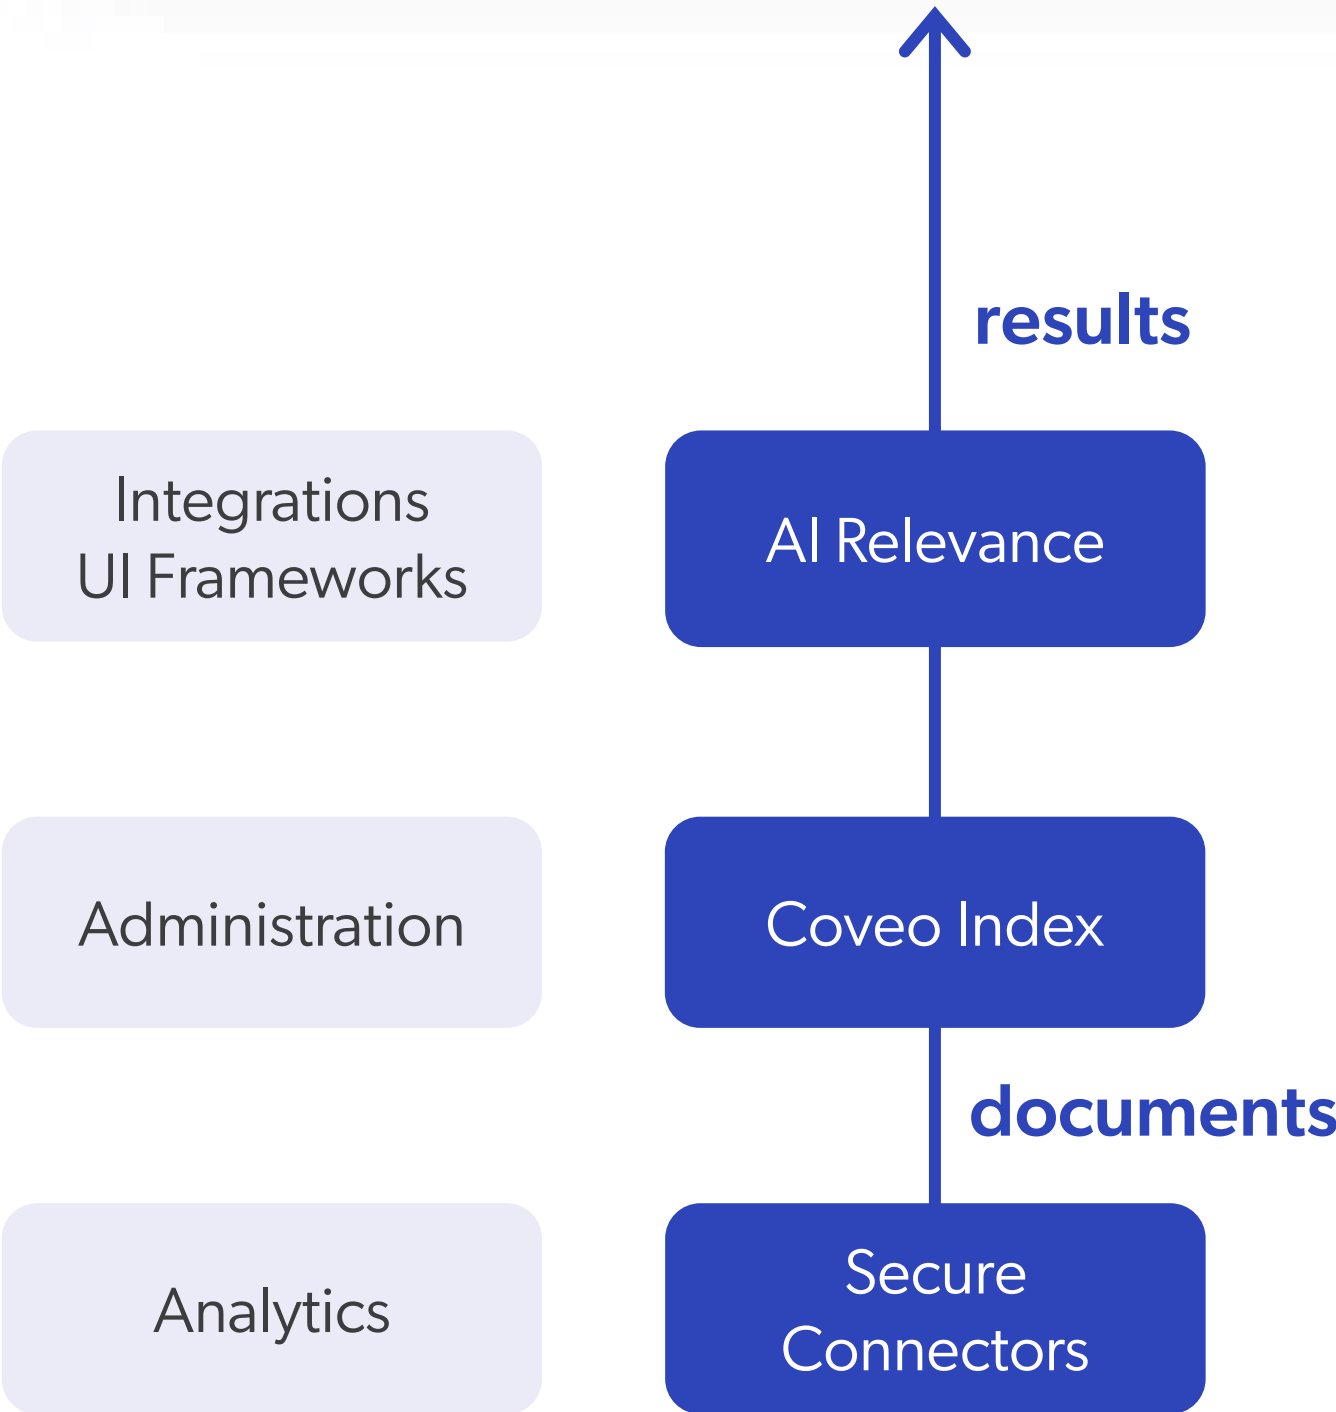 results
Integrations
UI Frameworks
AI Relevance
Administration
Coveo Index
documents
Analytics
Secure
Connectors